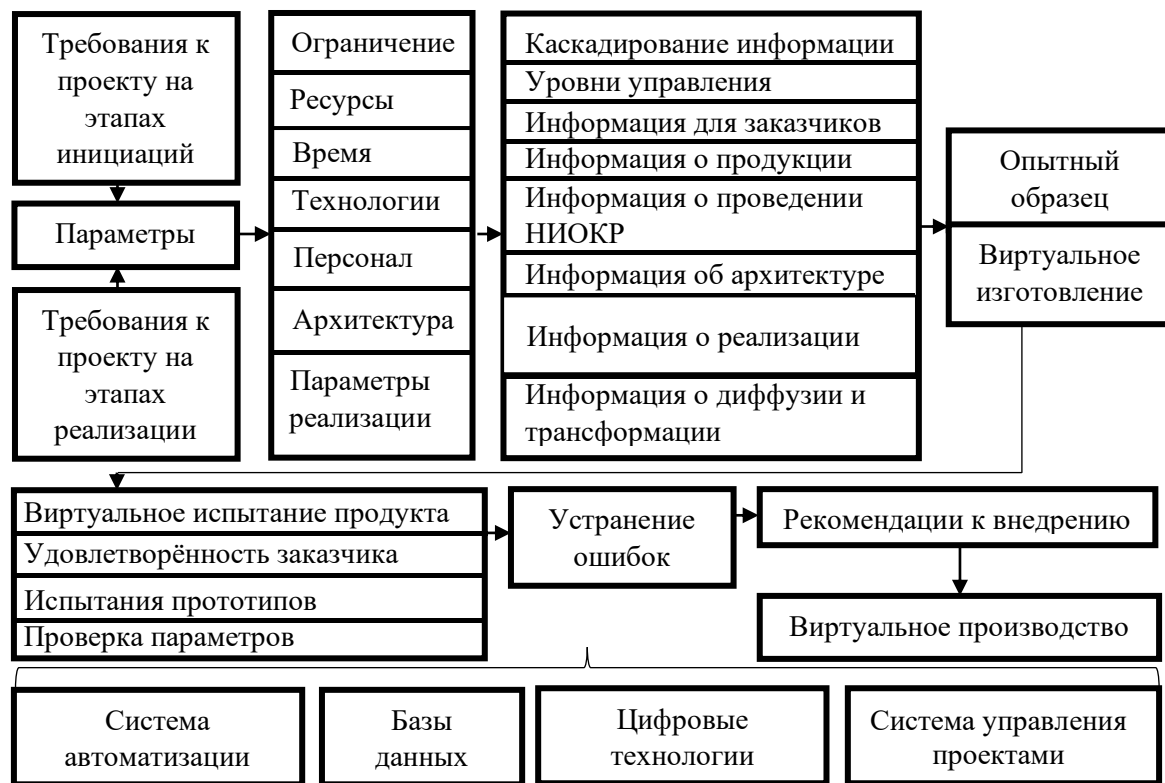 Требования к
проекту на
этапах
инициаций
Параметры
Требования к
проекту на
этапах
реализации
Ограничение
Ресурсы
Время
Технологии
Персонал
Архитектура
Параметры
реализации
Каскадирование информации
Уровни управления
Информация для заказчиков
Информация о продукции
Информация о проведении
НИОКР
Информация об архитектуре
Информация о реализации
Информация о диффузии и
трансформации
Опытный
образец
Виртуальное
изготовление
Виртуальное испытание продукта
Удовлетворённость заказчика
Испытания прототипов
Проверка параметров
Устранение
ошибок
Рекомендации к внедрению
Виртуальное производство
Система
автоматизации
Базы
данных
Цифровые
технологии
Система управления
проектами